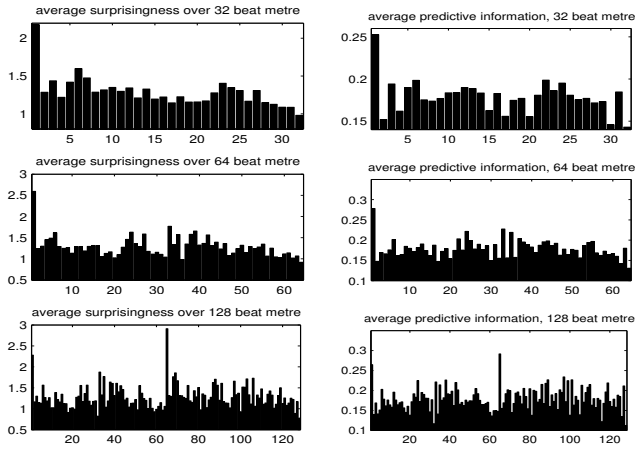 average surprisingness over 32 beat metre
2
1.5
1
5 10 15 20 25 30
average predictive information, 32 beat metre
0.25
0.2
0.15
5 10 15 20 25 30
average surprisingness over 64 beat metre
3
2.5
2
1.5
1
0.5
10 20 30 40 50 60
average predictive information, 64 beat metre
0.3
0.25
0.2
0.15
0.1
10 20 30 40 50 60
average surprisingness over 128 beat metre
3
2.5
2
1.5
1
0.5
20 40 60 80 100 120
average predictive information, 128 beat metre
0.3
0.25
0.2
0.15
0.1
20 40 60 80 100 120